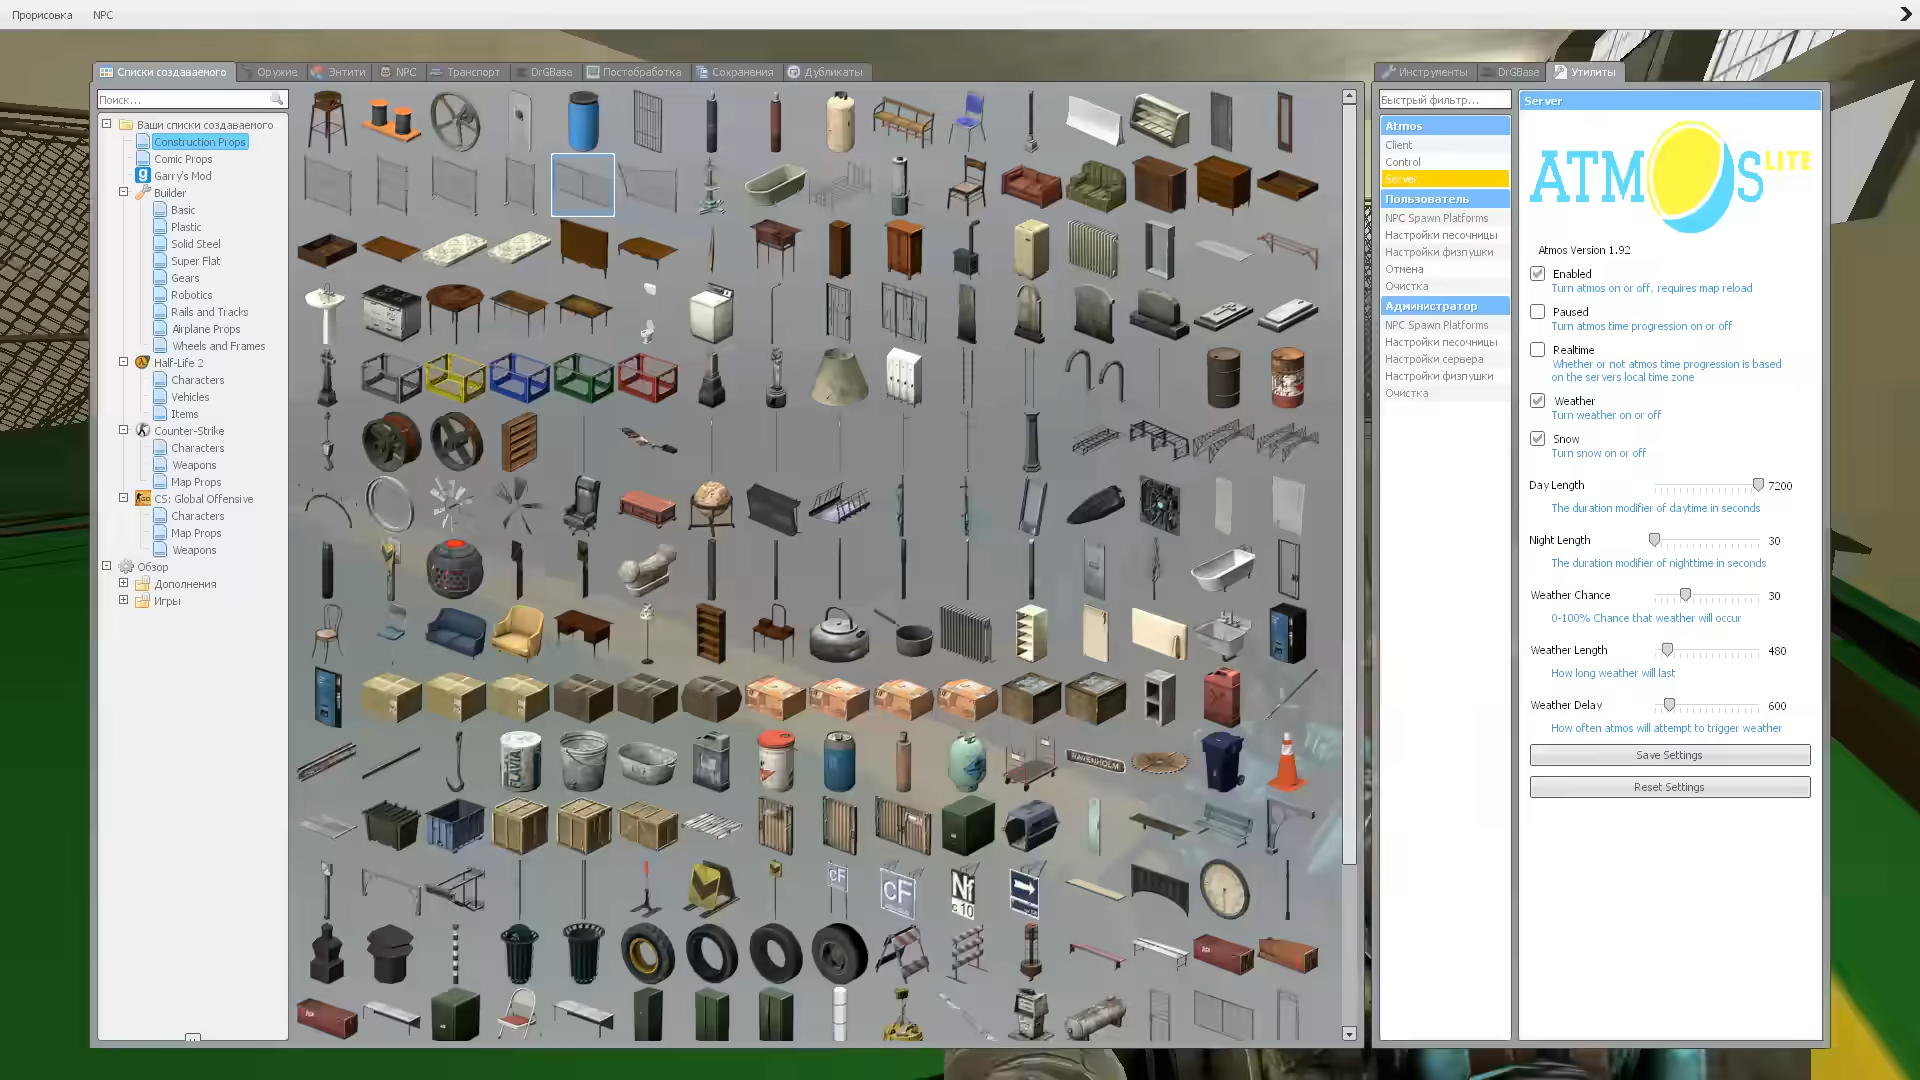 Прорисовка NPC
Списки создаваемого Оружие Энтити NPC Транспорт DrGBase Постобработка Сохранения Дубликаты
Поиск...
Ваши списки создаваемого
Construction Props
Comic Props
Garry's Mod
Builder
Basic
Plastic
Solid Steel
Super Flat
Gears
Robotics
Rails and Tracks
Airplane Props
Wheels and Frames
Half-Life 2
Characters
Vehicles
Items
Counter-Strike
Characters
Weapons
Map Props
CS: Global Offensive
Characters
Map Props
Weapons
Обзор
Дополнения
Игры
FLAVIA
RAVENHOLM
cF
cF
Nf
c 10
Инструменты DrGBase Утилиты
Быстрый фильтр...
Atmos
Client
Control
Server
Пользователь
NPC Spawn Platforms
Настройки песочницы
Настройки физпушки
Отмена
Очистка
Администратор
NPC Spawn Platforms
Настройки песочницы
Настройки сервера
Настройки физпушки
Очистка
Server
ATMOS LITE
Atmos Version 1.92
Enabled
Turn atmos on or off, requires map reload
Paused
Turn atmos time progression on or off
Realtime
Whether or not atmos time progression is based
on the servers local time zone
Weather
Turn weather on or off
Snow
Turn snow on or off
Day Length 7200
The duration modifier of daytime in seconds
Night Length 30
The duration modifier of nighttime in seconds
Weather Chance 30
0-100% Chance that weather will occur
Weather Length 480
How long weather will last
Weather Delay 600
How often atmos will attempt to trigger weather
Save Settings
Reset Settings